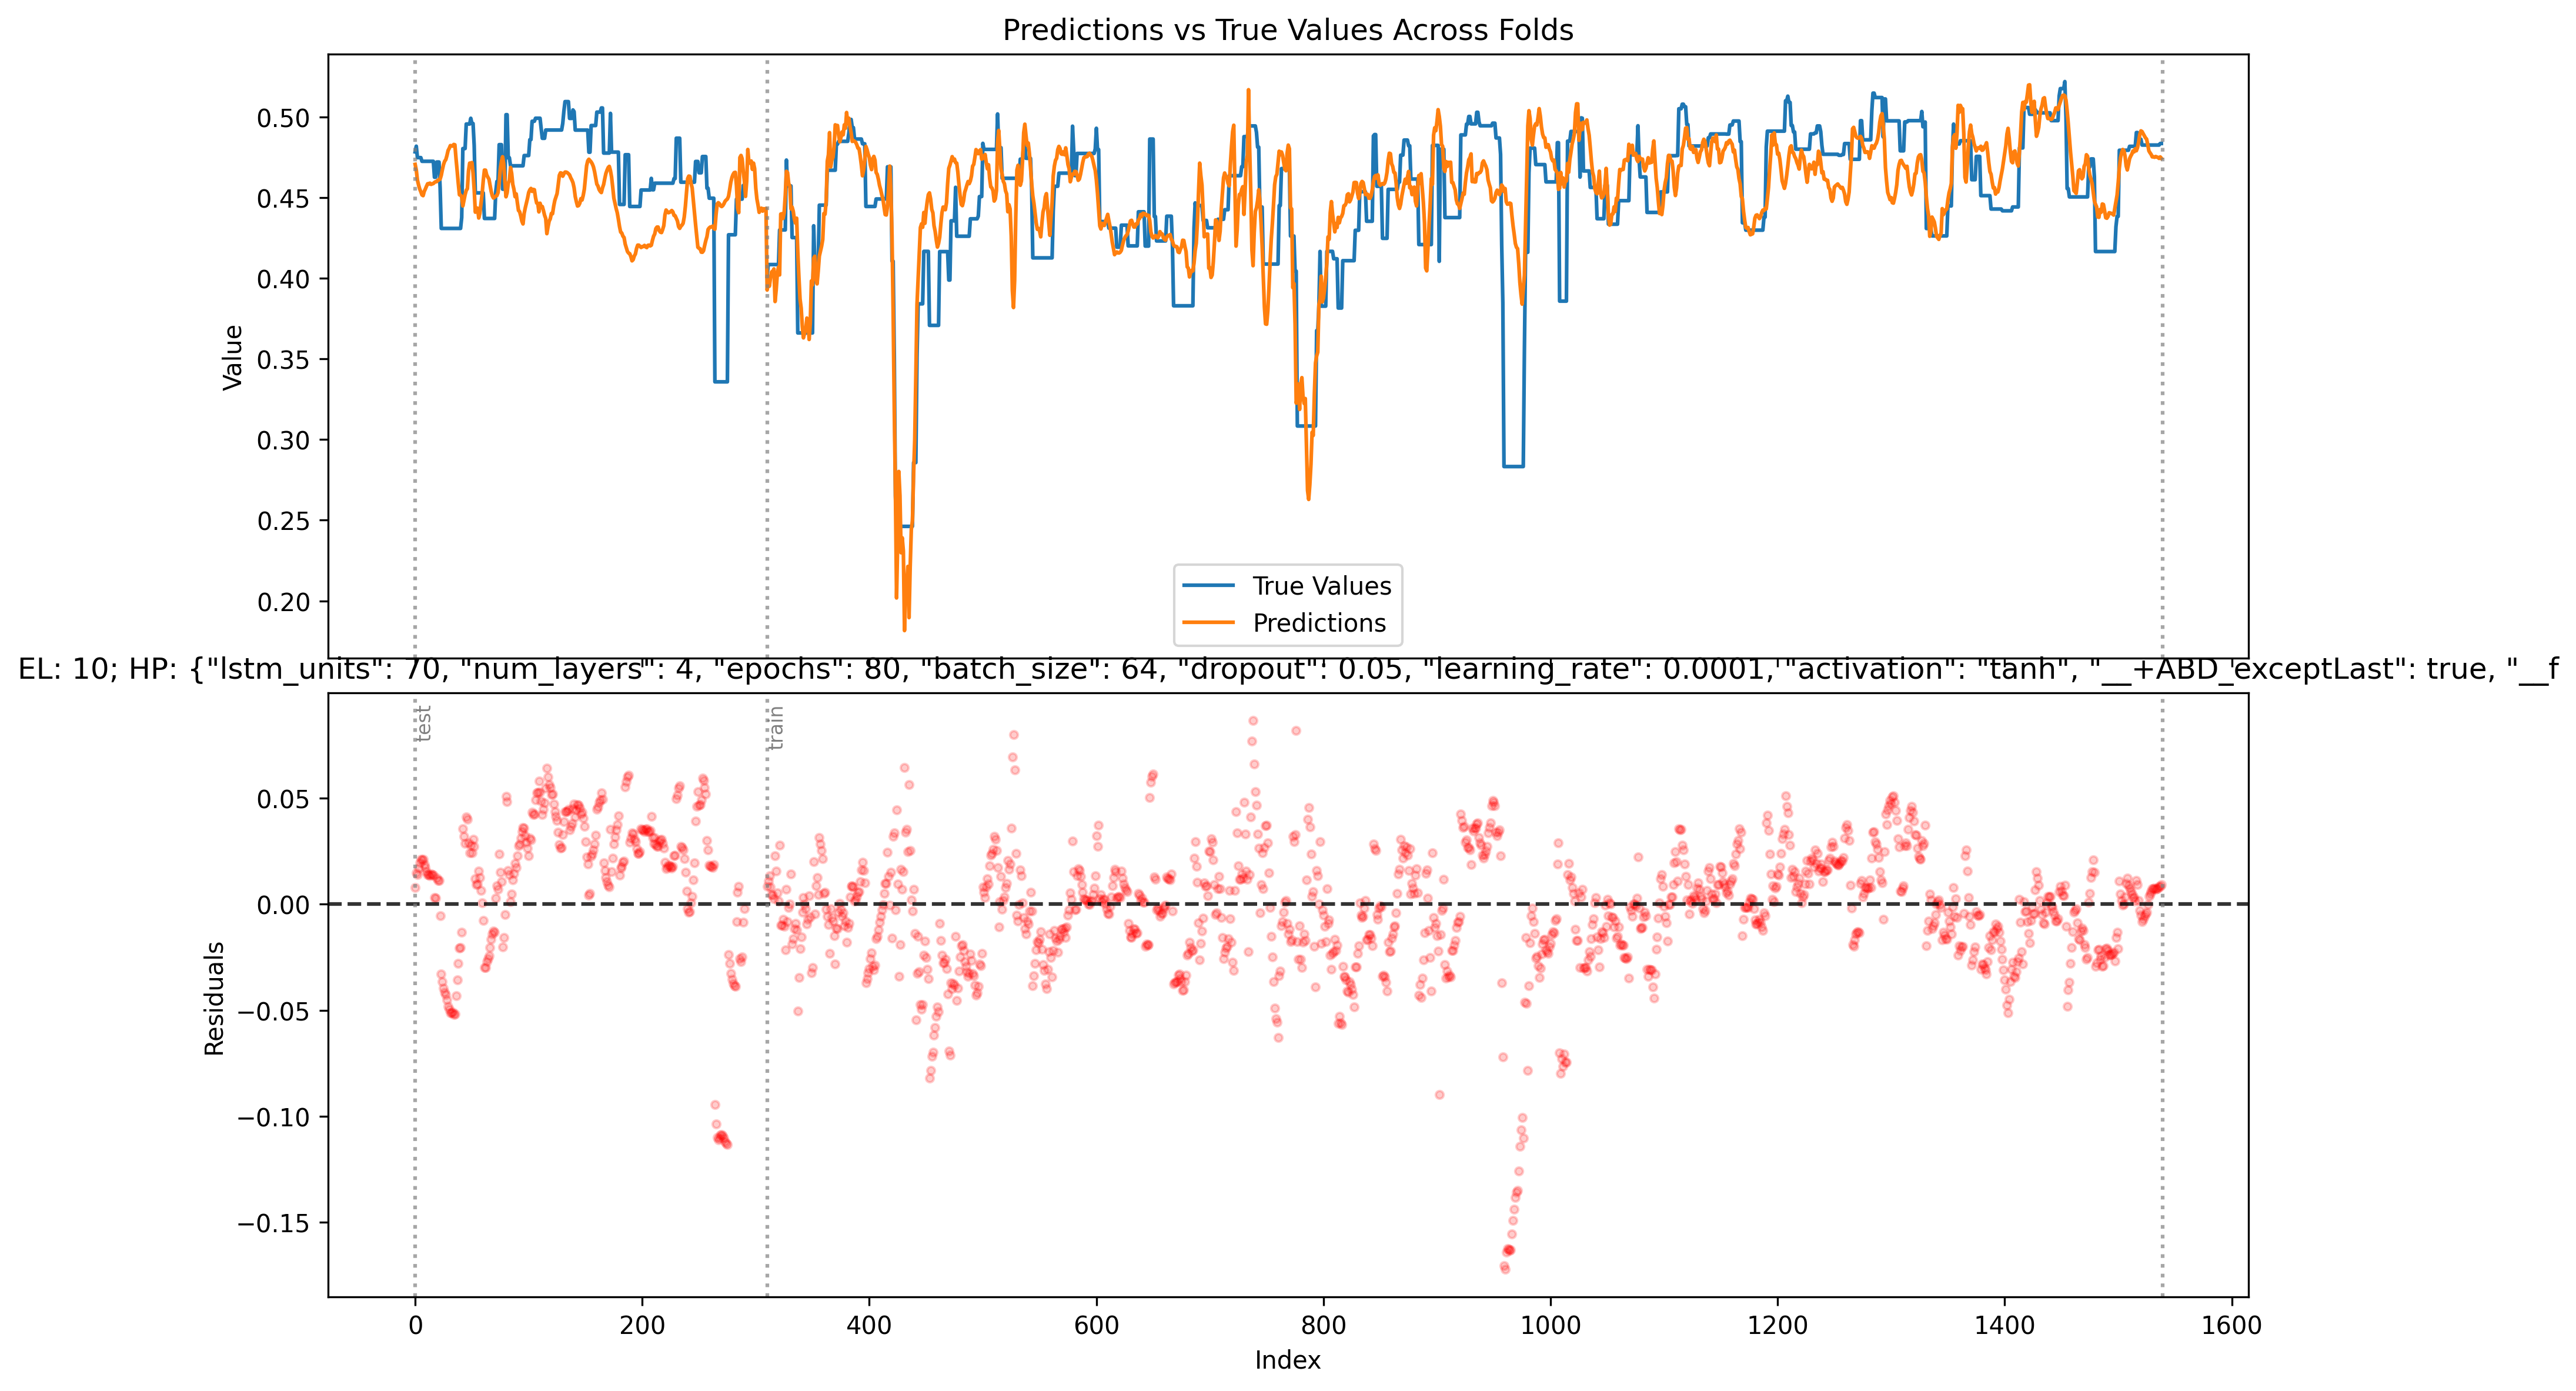 Predictions vs True Values Across Folds
Value
0.50
0.45
0.40
0.35
0.30
0.25
0.20
True Values
Predictions
EL: 10; HP: {"lstm_units": 70, "num_layers": 4, "epochs": 80, "batch_size": 64, "dropout": 0.05, "learning_rate": 0.0001, "activation": "tanh", "__+ABD_exceptLast": true, "__f
Residuals
0.05
0.00
−0.05
−0.10
−0.15
test
train
0 200 400 600 800 1000 1200 1400 1600
Index